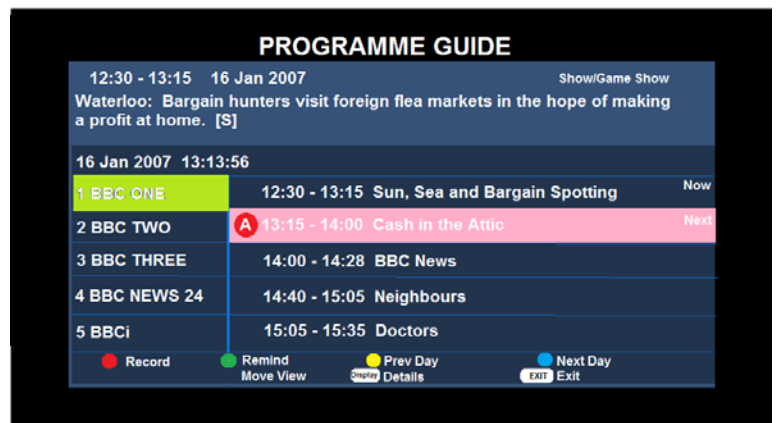 PROGRAMME GUIDE
12:30 - 13:15 16 Jan 2007 Show/Game Show
Waterloo: Bargain hunters visit foreign flea markets in the hope of making
a profit at home. [S]
16 Jan 2007 13:13:56
1 BBC ONE 12:30 - 13:15 Sun, Sea and Bargain Spotting Now
2 BBC TWO A 13:15 - 14:00 Cash in the Attic Next
3 BBC THREE 14:00 - 14:28 BBC News
4 BBC NEWS 24 14:40 - 15:05 Neighbours
5 BBCi 15:05 - 15:35 Doctors
Record Remind Prev Day Next Day
Move View Display Details EXIT Exit